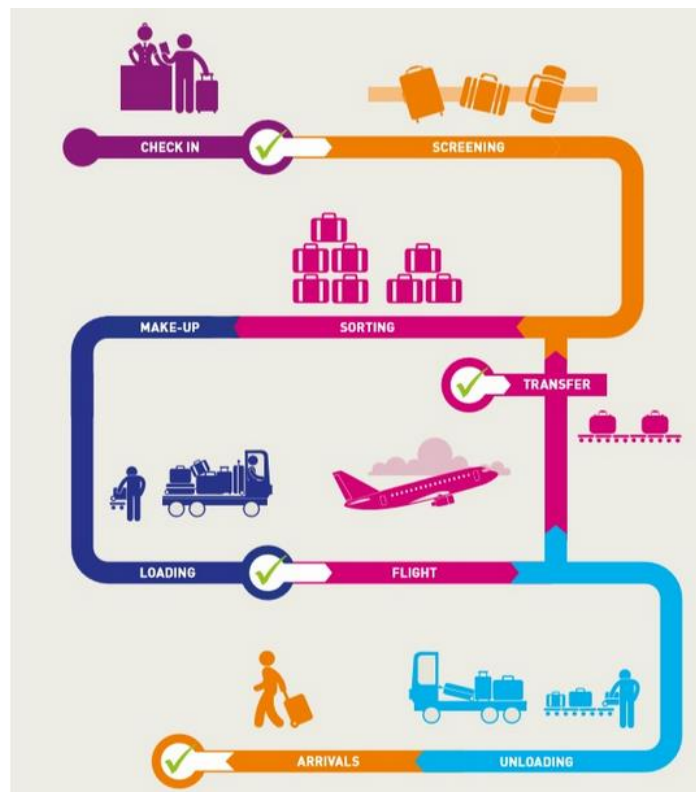 CHECK IN
SCREENING
MAKE-UP
SORTING
TRANSFER
LOADING
FLIGHT
ARRIVALS
UNLOADING